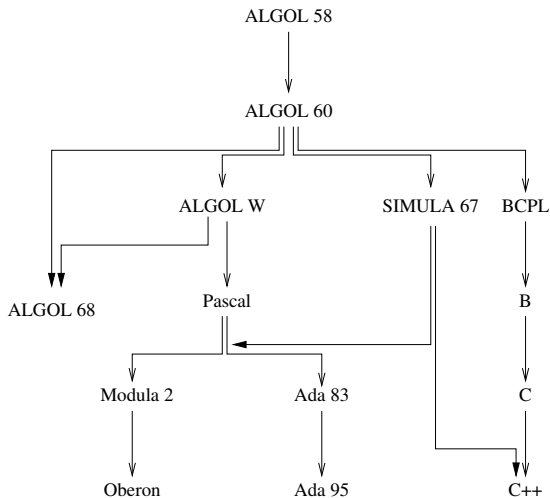 ALGOL 58
ALGOL 60
ALGOL W SIMULA 67 BCPL
ALGOL 68 Pascal B
Modula 2 Ada 83 C
Oberon Ada 95 C++